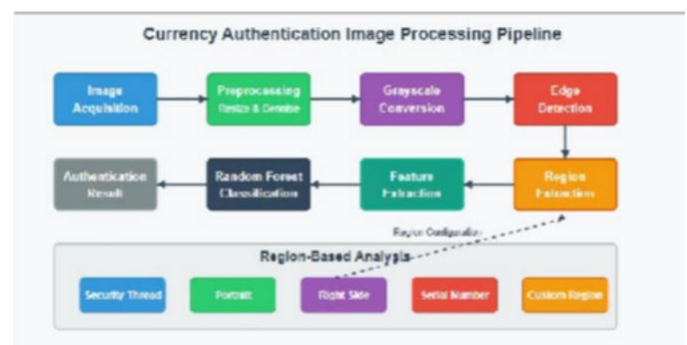 Currency Authentication Image Processing Pipeline
Image
Acquisition
Preprocessing
Resize & Denoise
Grayscale
Conversion
Edge
Detection
Authentication
Result
Random Forest
Classification
Feature
Extraction
Region
Extraction
Region Configuration
Region-Based Analysis
Security Thread
Portrait
Right Side
Serial Number
Custom Region